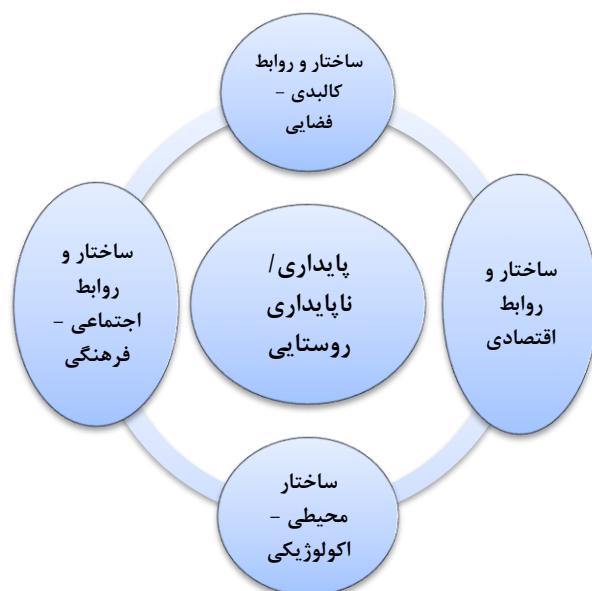 ساختار و روابط
کالبدی –
فضایی
ساختار و
روابط
اقتصادی
پایداری/
ناپایداری
روستایی
ساختار و
روابط
اجتماعی –
فرهنگی
ساختار
محیطی –
اکولوژیکی